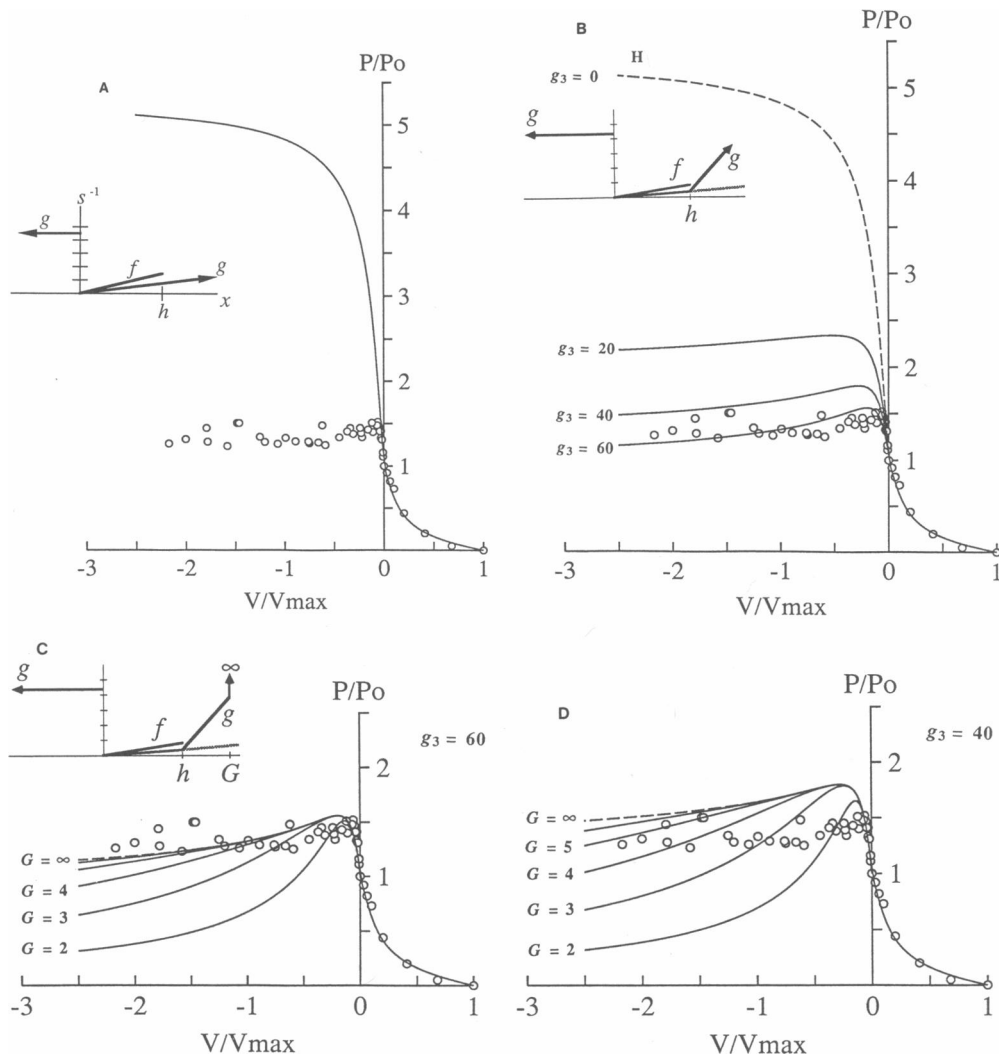 A
P/Po
5
4
3
2
1
s⁻¹
g
f
g
h
x
-3
-2
-1
0
1
V/Vmax
B
H
P/Po
g₃ = 0
5
4
3
2
1
g
f
g
h
g₃ = 20
g₃ = 40
g₃ = 60
-3
-2
-1
0
1
V/Vmax
C
g
∞
f
g
h
G
P/Po
g₃ = 60
2
1
G = ∞
G = 4
G = 3
G = 2
-3
-2
-1
0
1
V/Vmax
D
P/Po
g₃ = 40
2
1
G = ∞
G = 5
G = 4
G = 3
G = 2
-3
-2
-1
0
1
V/Vmax